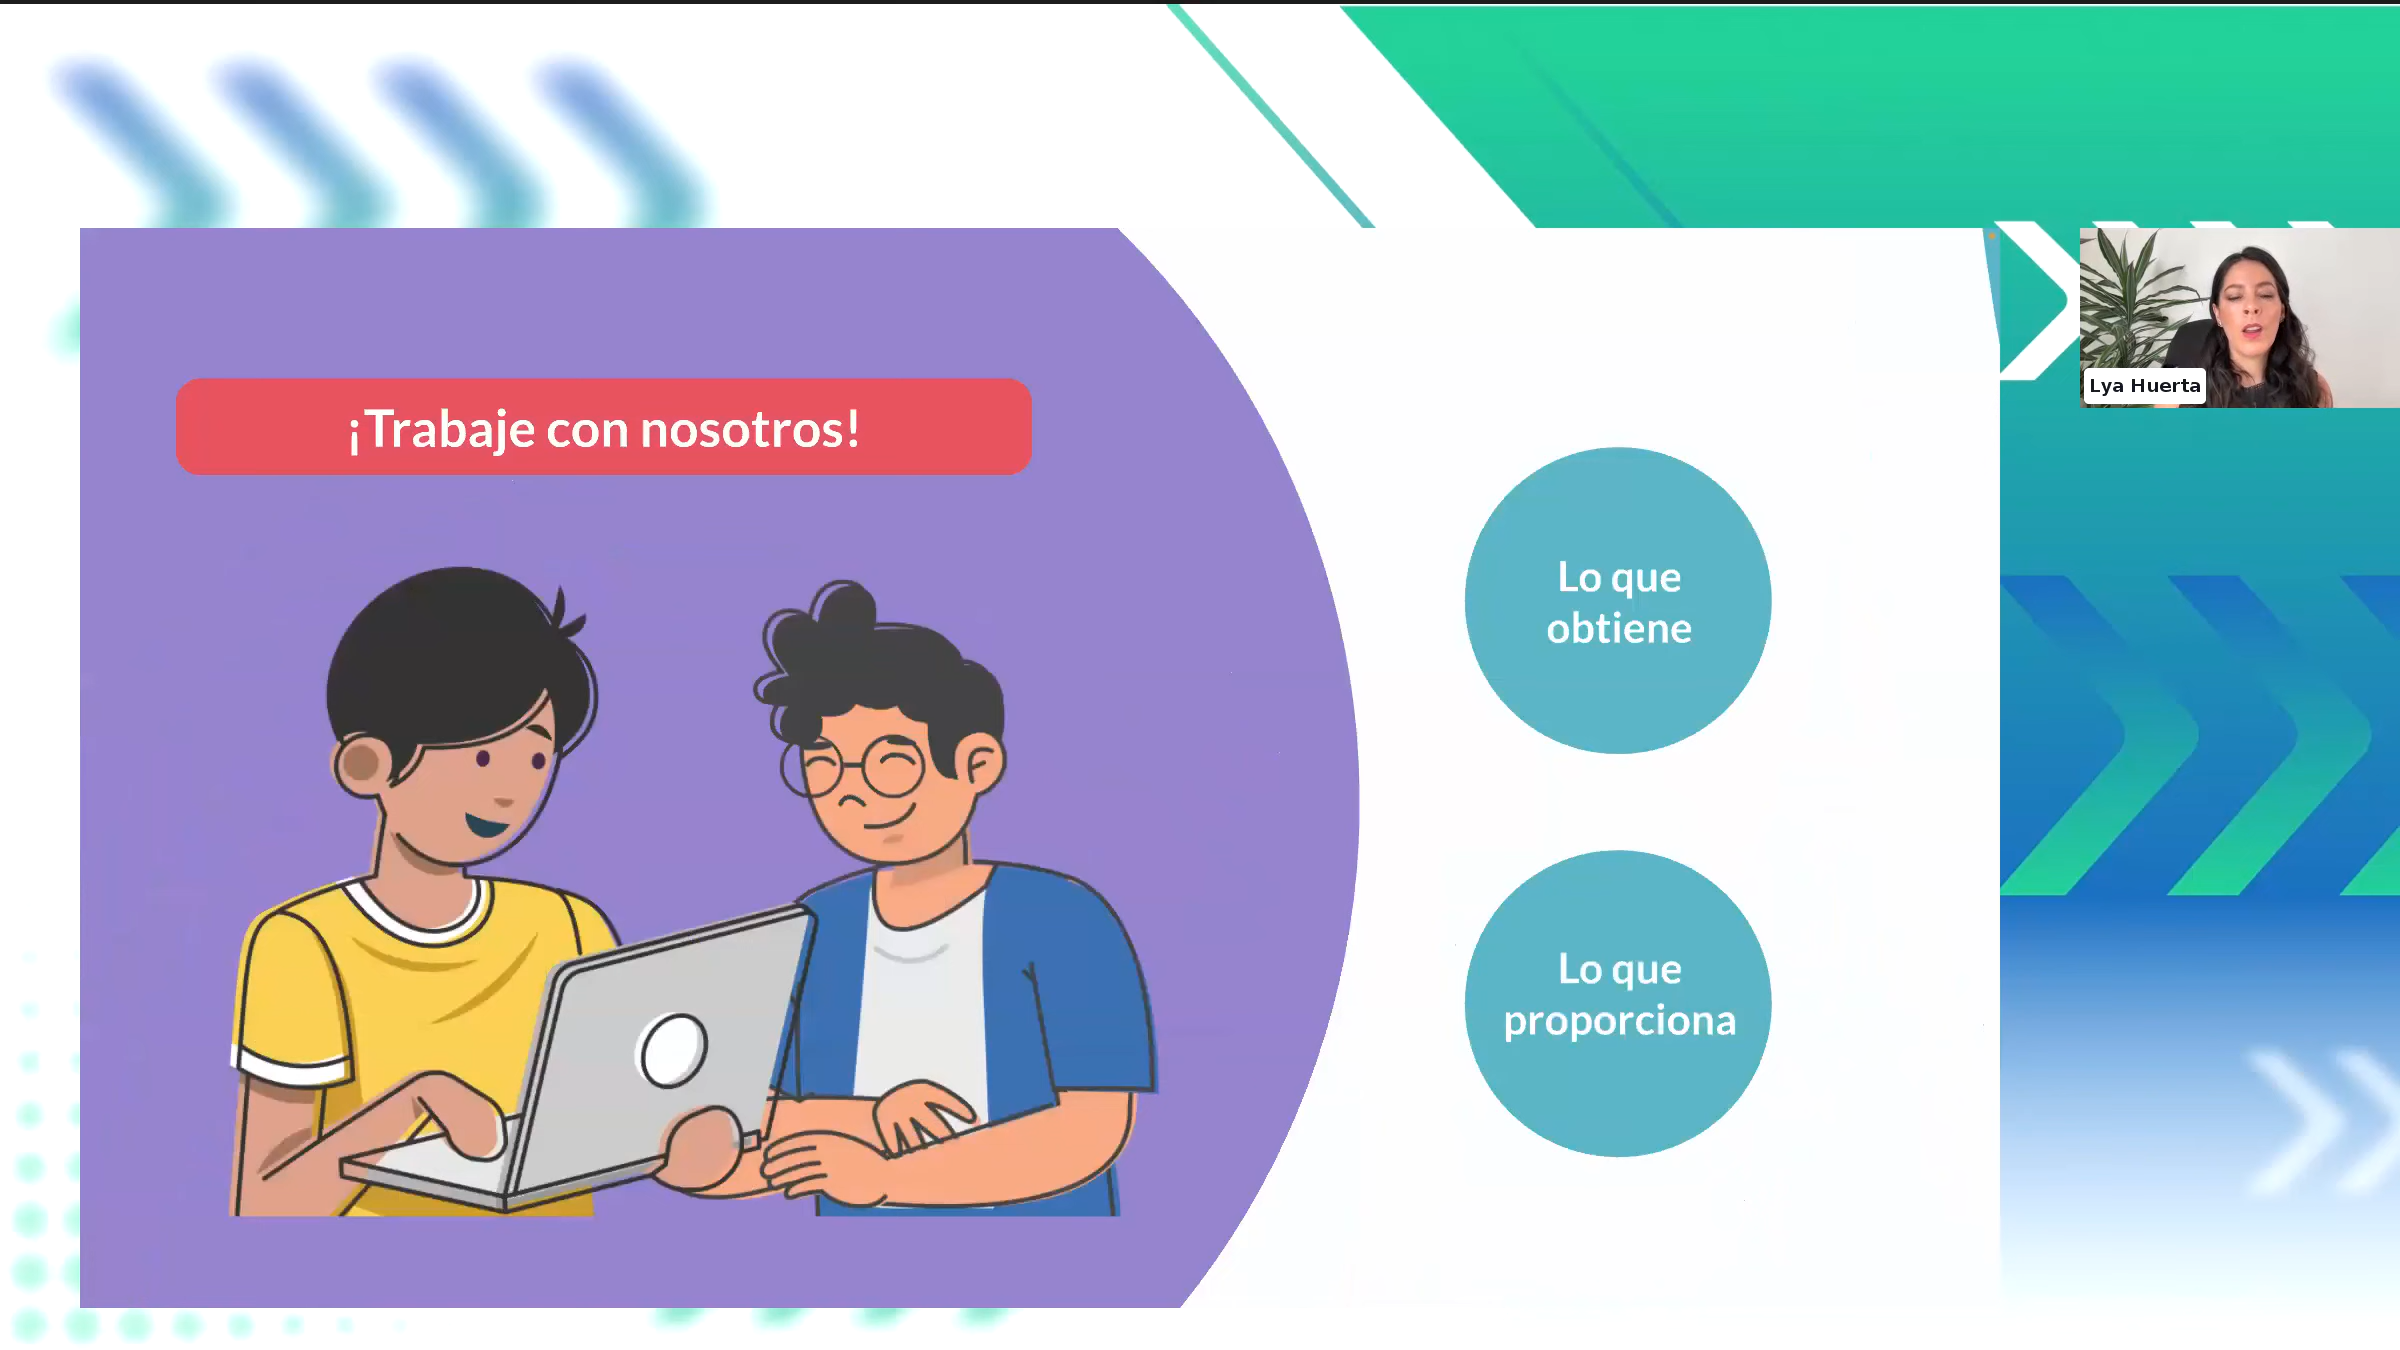 ¡Trabaje con nosotros!
Lo que
obtiene
Lo que
proporciona
Lya Huerta